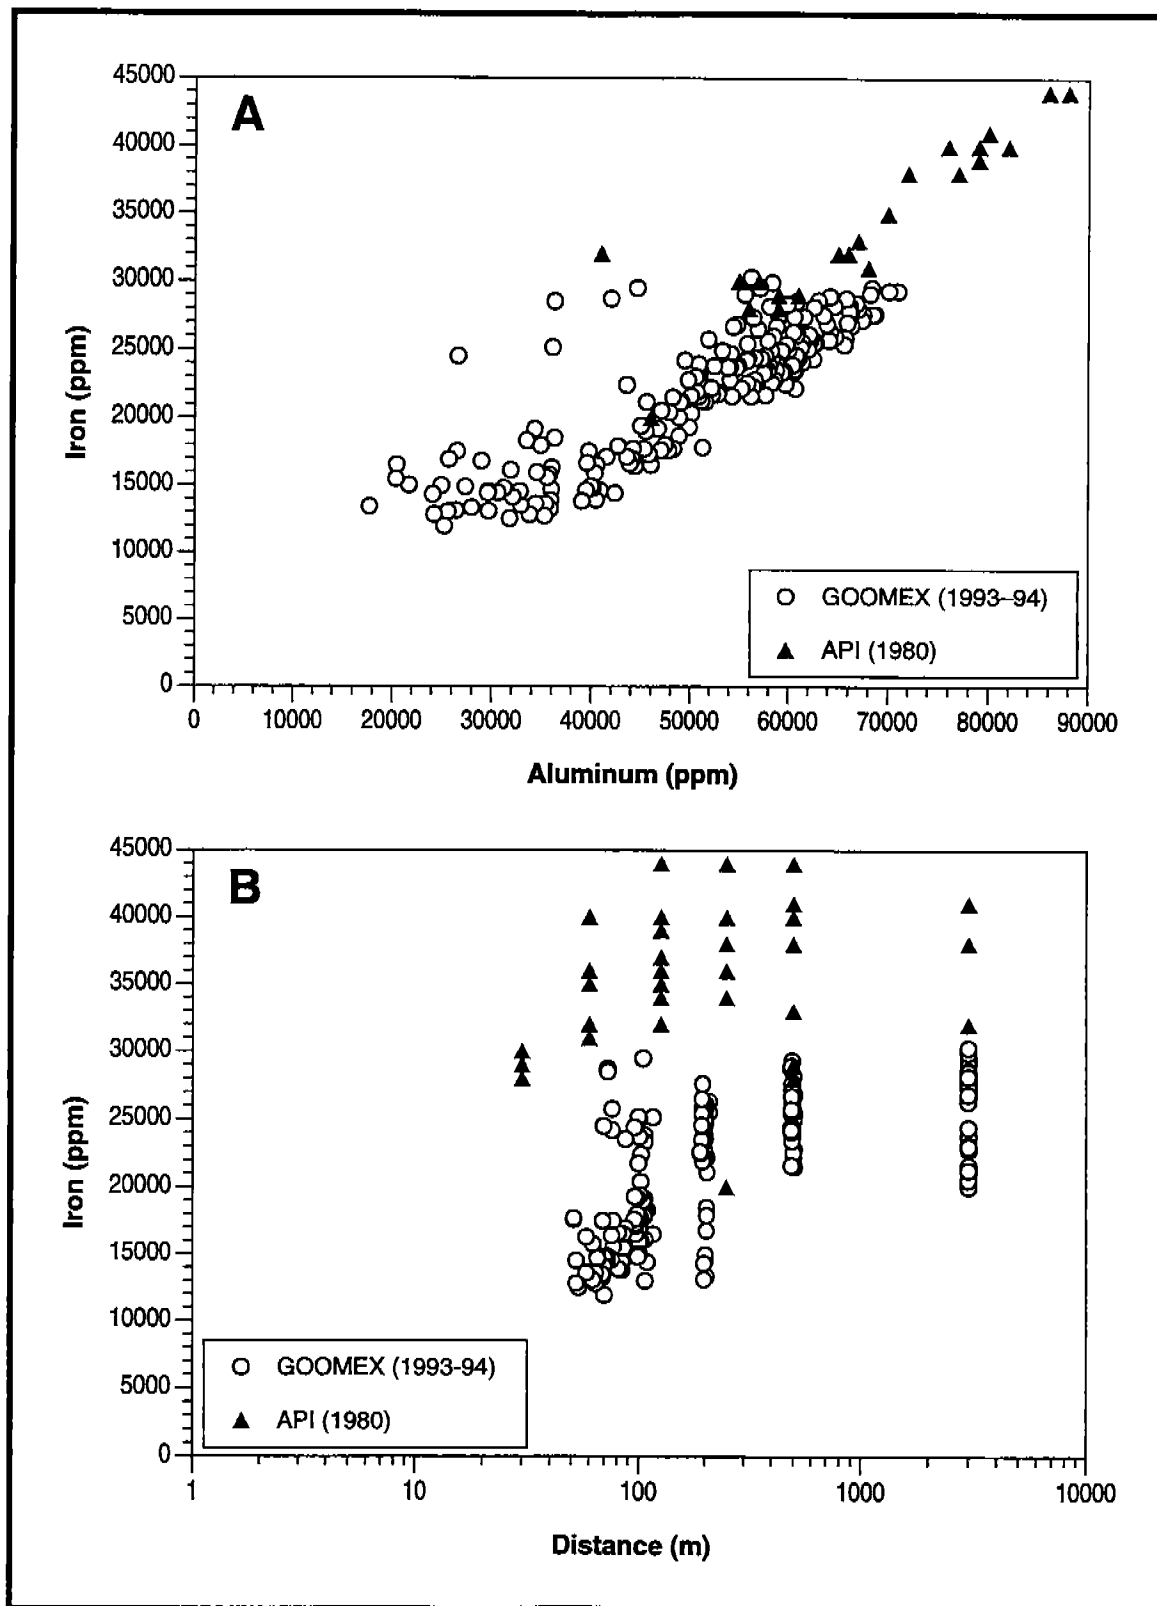 A
45000
40000
35000
30000
25000
20000
15000
10000
5000
0
Iron (ppm)
GOOMEX (1993-94)
API (1980)
0 10000 20000 30000 40000 50000 60000 70000 80000 90000
Aluminum (ppm)
B
45000
40000
35000
30000
25000
20000
15000
10000
5000
0
Iron (ppm)
GOOMEX (1993-94)
API (1980)
1 10 100 1000 10000
Distance (m)